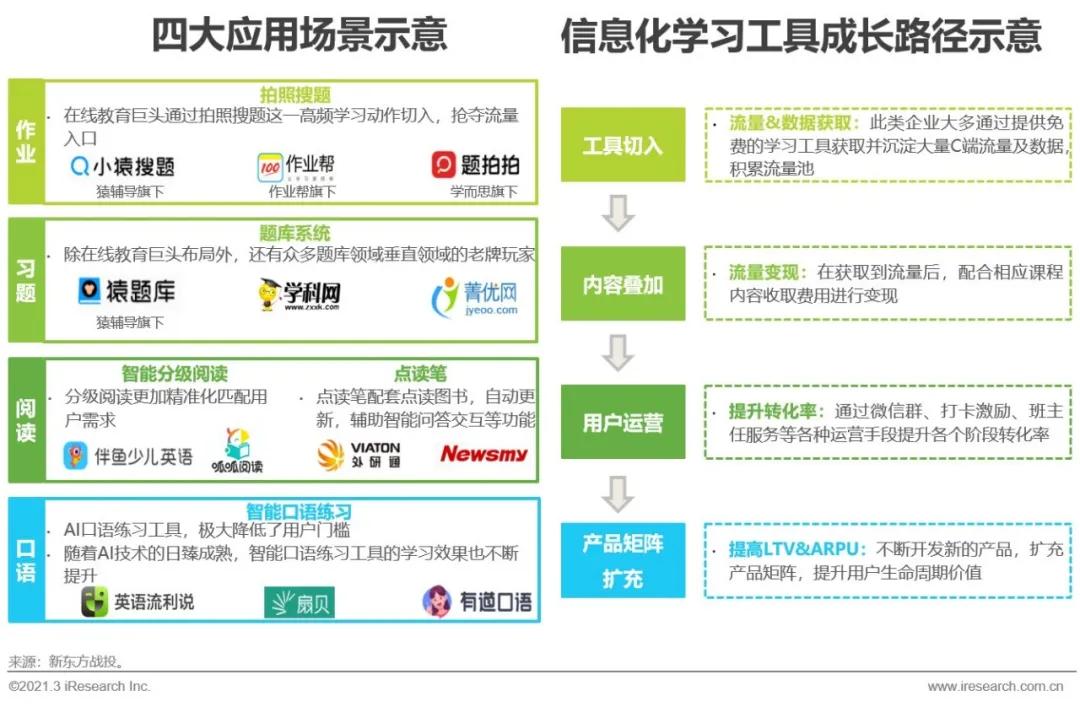 四大应用场景示意
作业
拍照搜题
· 在线教育巨头通过拍照搜题这一高频学习动作切入，抢夺流量
入口
小猿搜题
猿辅导旗下
100
作业帮
作业帮旗下
题拍拍
学而思旗下
习题
题库系统
· 除在线教育巨头布局外，还有众多题库领域垂直领域的老牌玩家
猿题库
猿辅导旗下
学科网
www.zxxk.com
菁优网
jyeoo.com
阅读
智能分级阅读
· 分级阅读更加精准化匹配用
户需求
伴鱼少儿英语
呱呱阅读
点读笔
· 点读笔配套点读图书，自动更
新，辅助智能问答交互等功能
VIATON
外研通
Newsmy
口语
智能口语练习
· AI口语练习工具，极大降低了用户门槛
· 随着AI技术的日臻成熟，智能口语练习工具的学习效果也不断
提升
英语流利说
扇贝
有道口语
信息化学习工具成长路径示意
工具切入
· 流量&数据获取：此类企业大多通过提供免
费的学习工具获取并沉淀大量C端流量及数据，
积累流量池
内容叠加
· 流量变现：在获取到流量后，配合相应课程
内容收取费用进行变现
用户运营
· 提升转化率：通过微信群、打卡激励、班主
任服务等各种运营手段提升各个阶段转化率
产品矩阵
扩充
· 提高LTV&ARPU：不断开发新的产品，扩充
产品矩阵，提升用户生命周期价值
来源：新东方战投。
©2021.3 iResearch Inc.
www.iresearch.com.cn